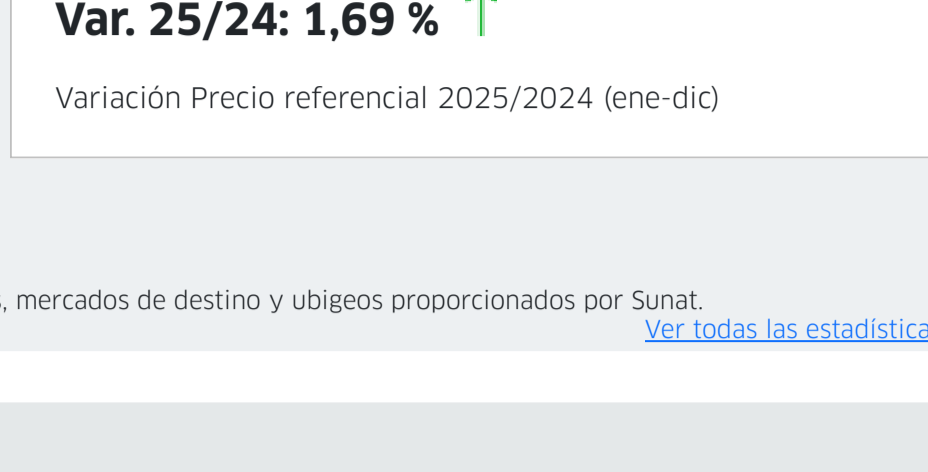 Var. 25/24: 1,69 %
Variación Precio referencial 2025/2024 (ene-dic)
, mercados de destino y ubigeos proporcionados por Sunat.
Ver todas las